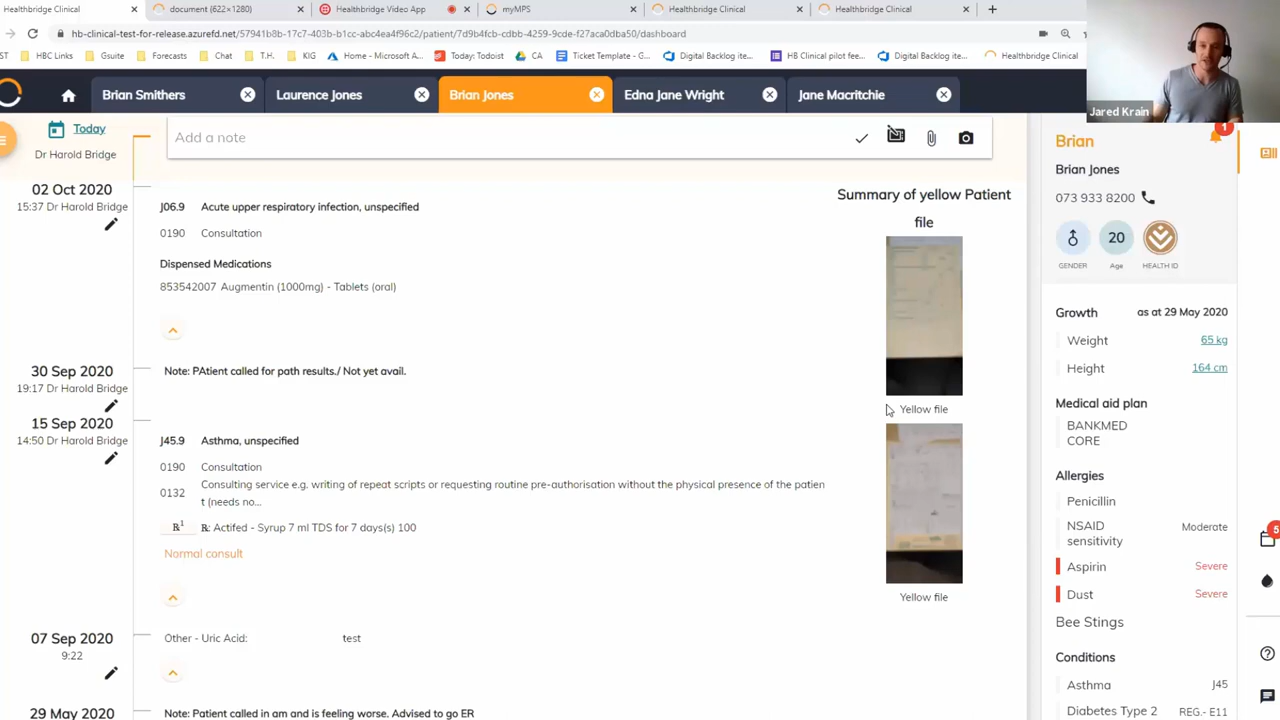 Healthbridge Clinical
document (622×1280)
Healthbridge Video App
myMPS
Healthbridge Clinical
Healthbridge Clinical
hb-clinical-test-for-release.azurefd.net/57941b8b-17c7-403b-b1cc-abc4ea4f96c2/patient/7d9b4fcb-cdbb-4259-9cde-f27aca0dba50/dashboard
ST
HBC Links
Gsuite
Forecasts
Chat
T.H.
KIG
Home - Microsoft A...
Today: Todoist
CA
Ticket Template - G...
Digital Backlog ite...
HB Clinical pilot fee...
Digital Backlog ite...
Healthbridge Clinical
Brian Smithers
Laurence Jones
Brian Jones
Edna Jane Wright
Jane Macritchie
Jared Krain
Today
Dr Harold Bridge
Add a note
02 Oct 2020
15:37 Dr Harold Bridge
J06.9 Acute upper respiratory infection, unspecified
0190 Consultation
Dispensed Medications
853542007 Augmentin (1000mg) - Tablets (oral)
30 Sep 2020
19:17 Dr Harold Bridge
Note: PAtient called for path results./ Not yet avail.
15 Sep 2020
14:50 Dr Harold Bridge
J45.9 Asthma, unspecified
0190 Consultation
0132 Consulting service e.g. writing of repeat scripts or requesting routine pre-authorisation without the physical presence of the patien
t (needs no...
R1 R: Actifed - Syrup 7 ml TDS for 7 days(s) 100
Normal consult
07 Sep 2020
9:22
Other - Uric Acid: test
29 May 2020
Note: Patient called in am and is feeling worse. Advised to go ER
Summary of yellow Patient
file
Yellow file
Yellow file
Brian
1
Brian Jones
073 933 8200
20
GENDER
Age
HEALTH ID
Growth as at 29 May 2020
Weight 65 kg
Height 164 cm
Medical aid plan
BANKMED
CORE
Allergies
Penicillin
NSAID
sensitivity Moderate
Aspirin Severe
Dust Severe
Bee Stings
Conditions
Asthma J45
Diabetes Type 2 REG.- E11
5